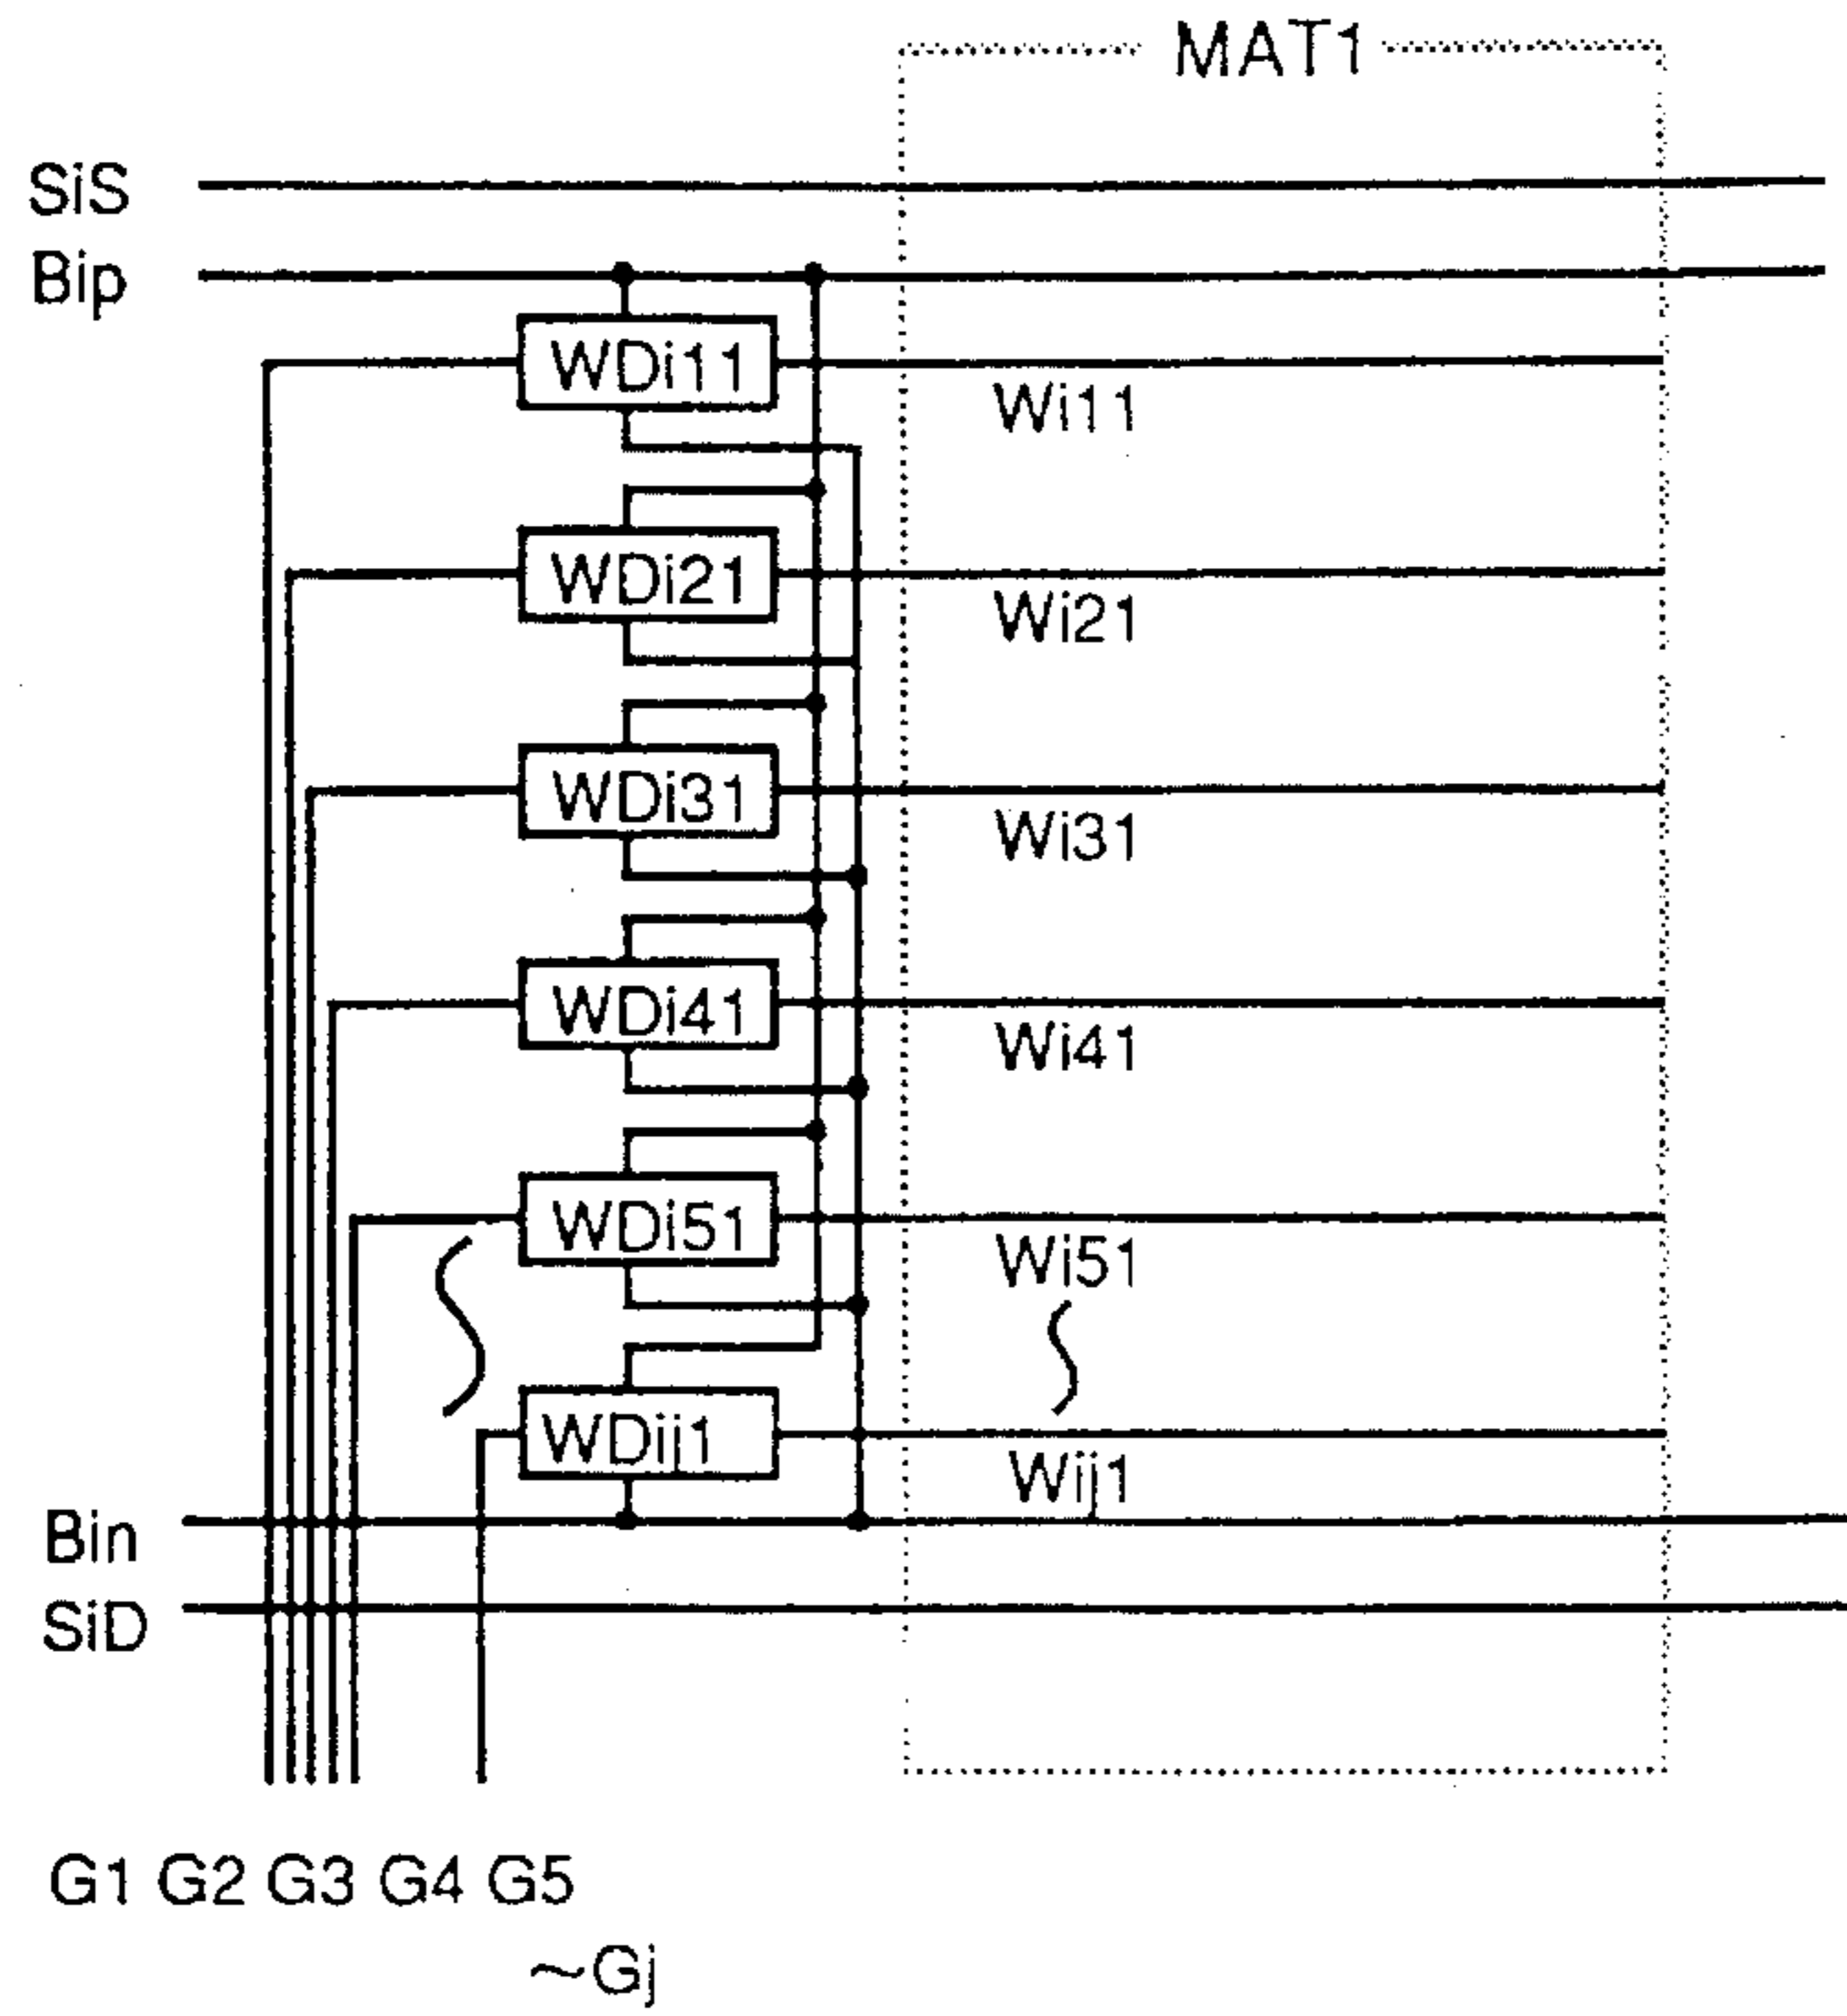 MAT1
SiS
Bip
WDi11
Wi11
WDi21
Wi21
WDi31
Wi31
WDi41
Wi41
WDi51
Wi51
WDij1
Wij1
Bin
SiD
G1 G2 G3 G4 G5
~Gj